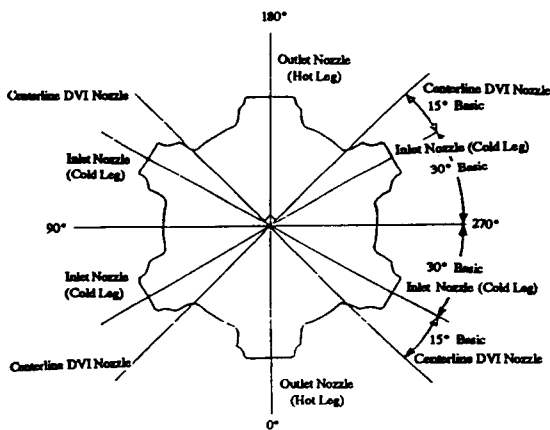 180°
Outlet Nozzle
(Hot Leg)
Centerline DVI Nozzle
Centerline DVI Nozzle
15° Basic
Inlet Nozzle
(Cold Leg)
Inlet Nozzle (Cold Leg)
30° Basic
90°
270°
Inlet Nozzle
(Cold Leg)
30° Basic
Inlet Nozzle (Cold Leg)
15° Basic
Centerline DVI Nozzle
Centerline DVI Nozzle
Outlet Nozzle
(Hot Leg)
0°